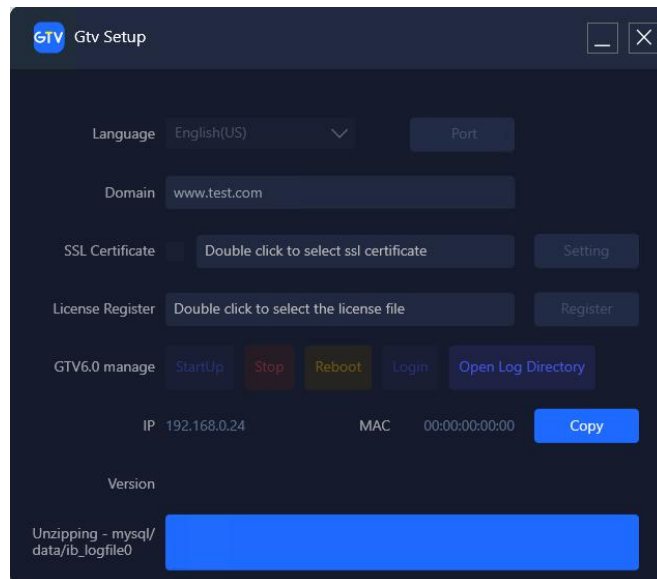 GTV Gtv Setup
Language English(US) Port
Domain www.test.com
SSL Certificate Double click to select ssl certificate Setting
License Register Double click to select the license file Register
GTV6.0 manage StartUp Stop Reboot Login Open Log Directory
IP 192.168.0.24 MAC 00:00:00:00:00 Copy
Version
Unzipping - mysql/
data/ib_logfile0